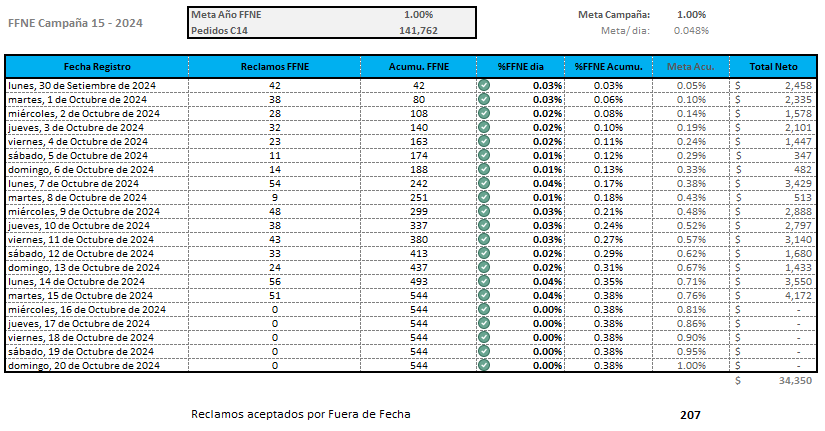 FFNE Campaña 15 - 2024
Meta Año FFNE 1.00% Meta Campaña: 1.00%
Pedidos C14 141,762 Meta/ dia: 0.048%
Fecha Registro Reclamos FFNE Acumu. FFNE %FFNE dia %FFNE Acumu. Meta Acu. Total Neto
lunes, 30 de Setiembre de 2024 42 42 0.03% 0.03% 0.05% $ 2,458
martes, 1 de Octubre de 2024 38 80 0.03% 0.06% 0.10% $ 2,335
miércoles, 2 de Octubre de 2024 28 108 0.02% 0.08% 0.14% $ 1,578
jueves, 3 de Octubre de 2024 32 140 0.02% 0.10% 0.19% $ 2,101
viernes, 4 de Octubre de 2024 23 163 0.02% 0.11% 0.24% $ 1,447
sábado, 5 de Octubre de 2024 11 174 0.01% 0.12% 0.29% $ 347
domingo, 6 de Octubre de 2024 14 188 0.01% 0.13% 0.33% $ 482
lunes, 7 de Octubre de 2024 54 242 0.04% 0.17% 0.38% $ 3,429
martes, 8 de Octubre de 2024 9 251 0.01% 0.18% 0.43% $ 513
miércoles, 9 de Octubre de 2024 48 299 0.03% 0.21% 0.48% $ 2,888
jueves, 10 de Octubre de 2024 38 337 0.03% 0.24% 0.52% $ 2,797
viernes, 11 de Octubre de 2024 43 380 0.03% 0.27% 0.57% $ 3,140
sábado, 12 de Octubre de 2024 33 413 0.02% 0.29% 0.62% $ 1,680
domingo, 13 de Octubre de 2024 24 437 0.02% 0.31% 0.67% $ 1,433
lunes, 14 de Octubre de 2024 56 493 0.04% 0.35% 0.71% $ 3,550
martes, 15 de Octubre de 2024 51 544 0.04% 0.38% 0.76% $ 4,172
miércoles, 16 de Octubre de 2024 0 544 0.00% 0.38% 0.81% $ -
jueves, 17 de Octubre de 2024 0 544 0.00% 0.38% 0.86% $ -
viernes, 18 de Octubre de 2024 0 544 0.00% 0.38% 0.90% $ -
sábado, 19 de Octubre de 2024 0 544 0.00% 0.38% 0.95% $ -
domingo, 20 de Octubre de 2024 0 544 0.00% 0.38% 1.00% $ -
$ 34,350
Reclamos aceptados por Fuera de Fecha 207